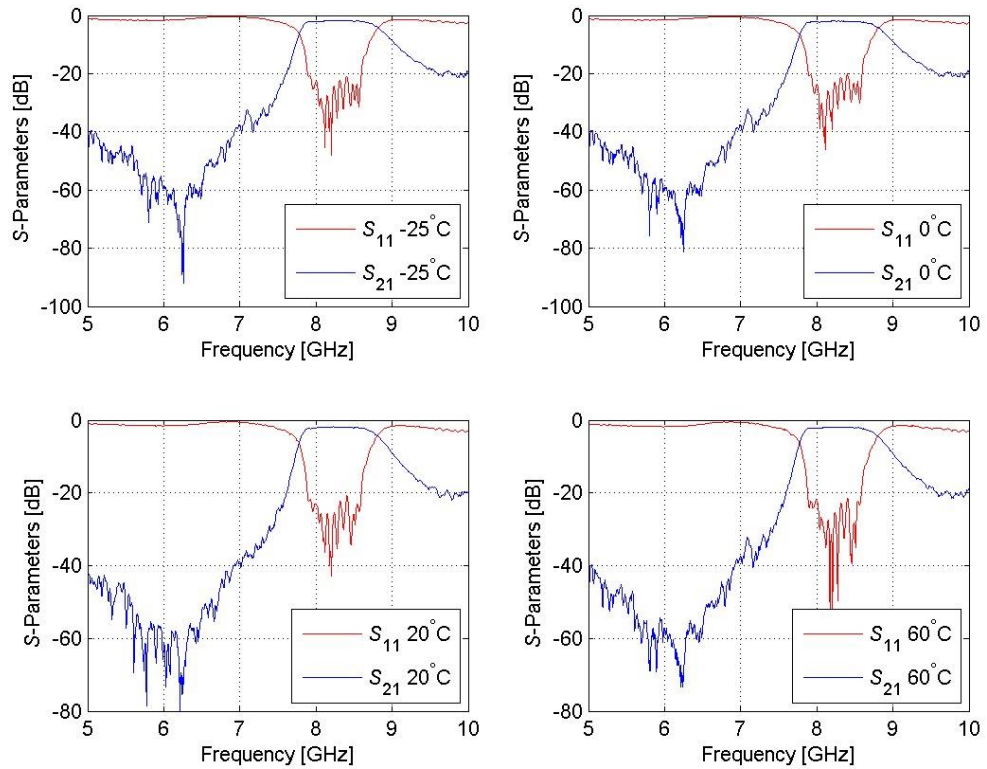 0
-20
-40
-60
-80
-100
S-Parameters [dB]
5 6 7 8 9 10
Frequency [GHz]
S11 -25°C
S21 -25°C
0
-20
-40
-60
-80
-100
S-Parameters [dB]
5 6 7 8 9 10
Frequency [GHz]
S11 0°C
S21 0°C
0
-20
-40
-60
-80
S-Parameters [dB]
5 6 7 8 9 10
Frequency [GHz]
S11 20°C
S21 20°C
0
-20
-40
-60
-80
S-Parameters [dB]
5 6 7 8 9 10
Frequency [GHz]
S11 60°C
S21 60°C